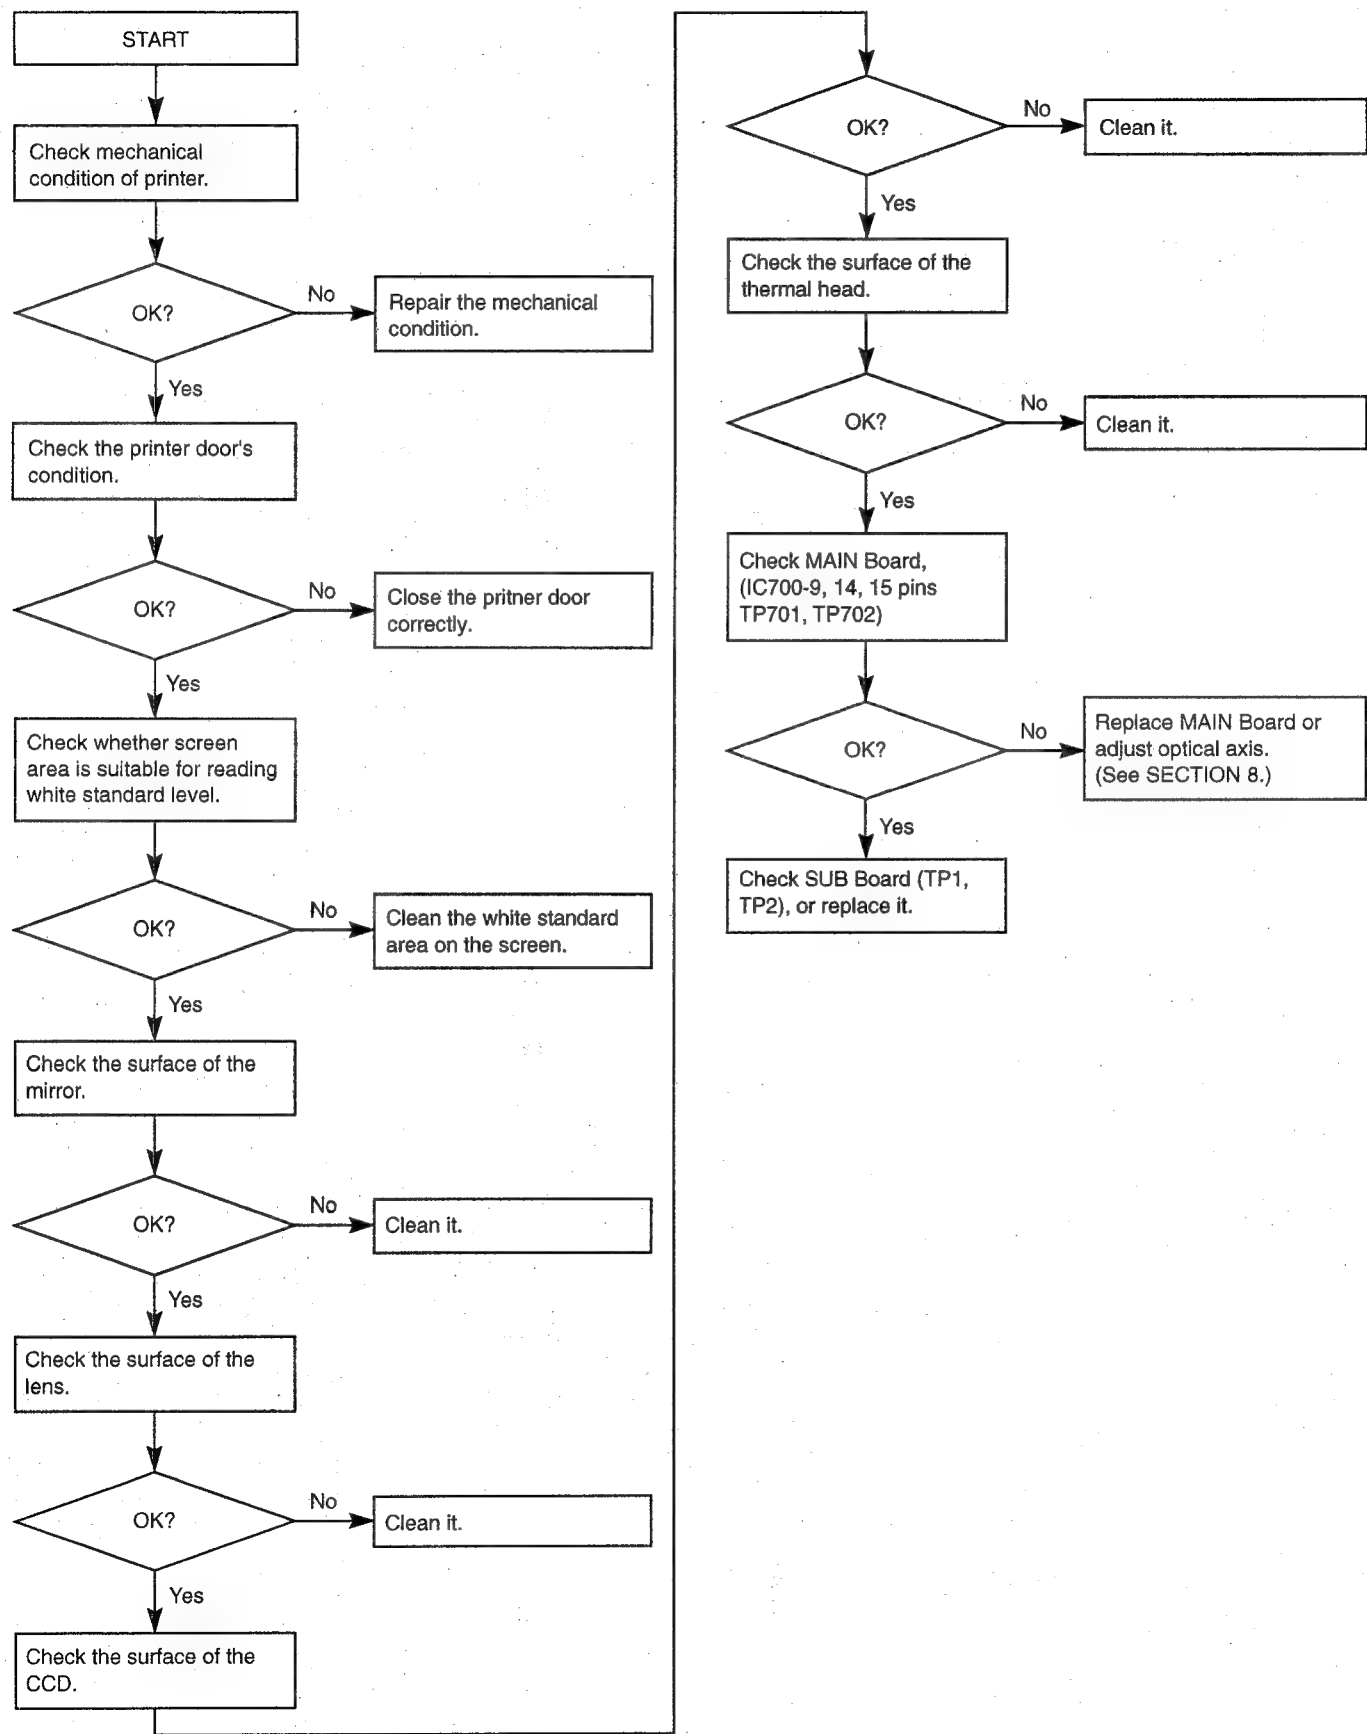 START
Check mechanical
condition of printer.
OK?
No
Repair the mechanical
condition.
Yes
Check the printer door's
condition.
OK?
No
Close the pritner door
correctly.
Yes
Check whether screen
area is suitable for reading
white standard level.
OK?
No
Clean the white standard
area on the screen.
Yes
Check the surface of the
mirror.
OK?
No
Clean it.
Yes
Check the surface of the
lens.
OK?
No
Clean it.
Yes
Check the surface of the
CCD.
OK?
No
Clean it.
Yes
Check the surface of the
thermal head.
OK?
No
Clean it.
Yes
Check MAIN Board,
(IC700-9, 14, 15 pins
TP701, TP702)
OK?
No
Replace MAIN Board or
adjust optical axis.
(See SECTION 8.)
Yes
Check SUB Board (TP1,
TP2), or replace it.